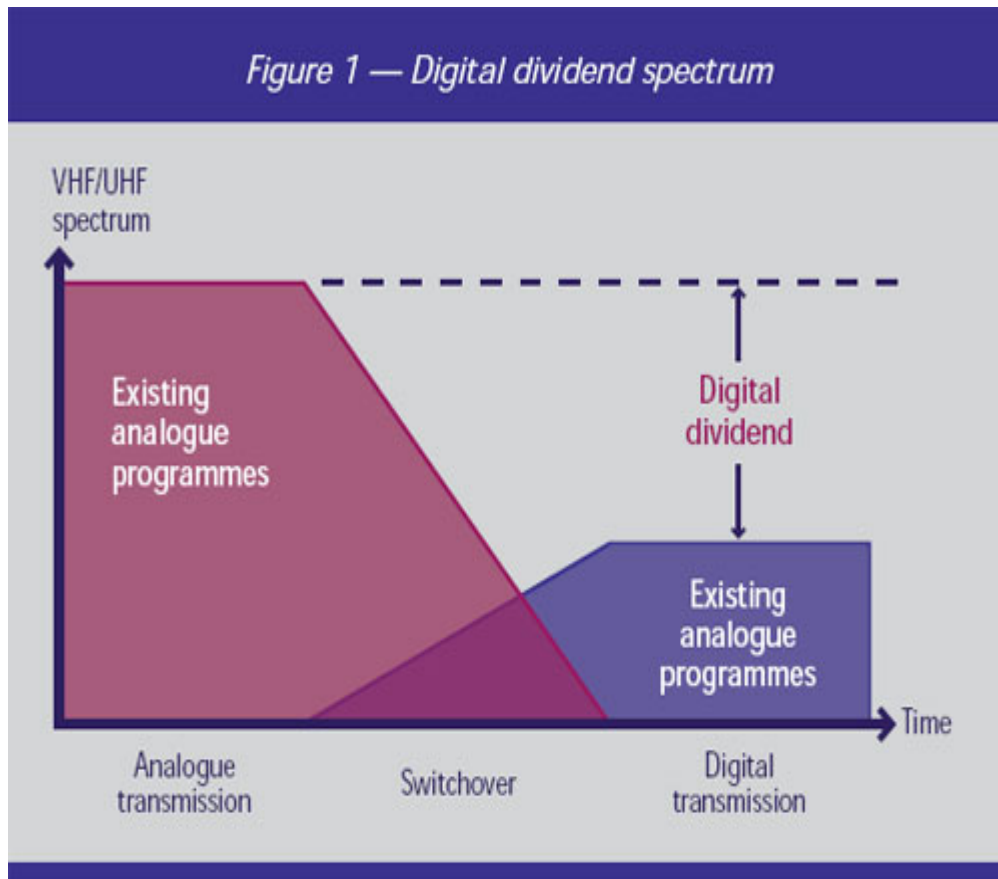 Figure 1 — Digital dividend spectrum
VHF/UHF
spectrum
Existing
analogue
programmes
Digital
dividend
Existing
analogue
programmes
Time
Analogue
transmission
Switchover
Digital
transmission